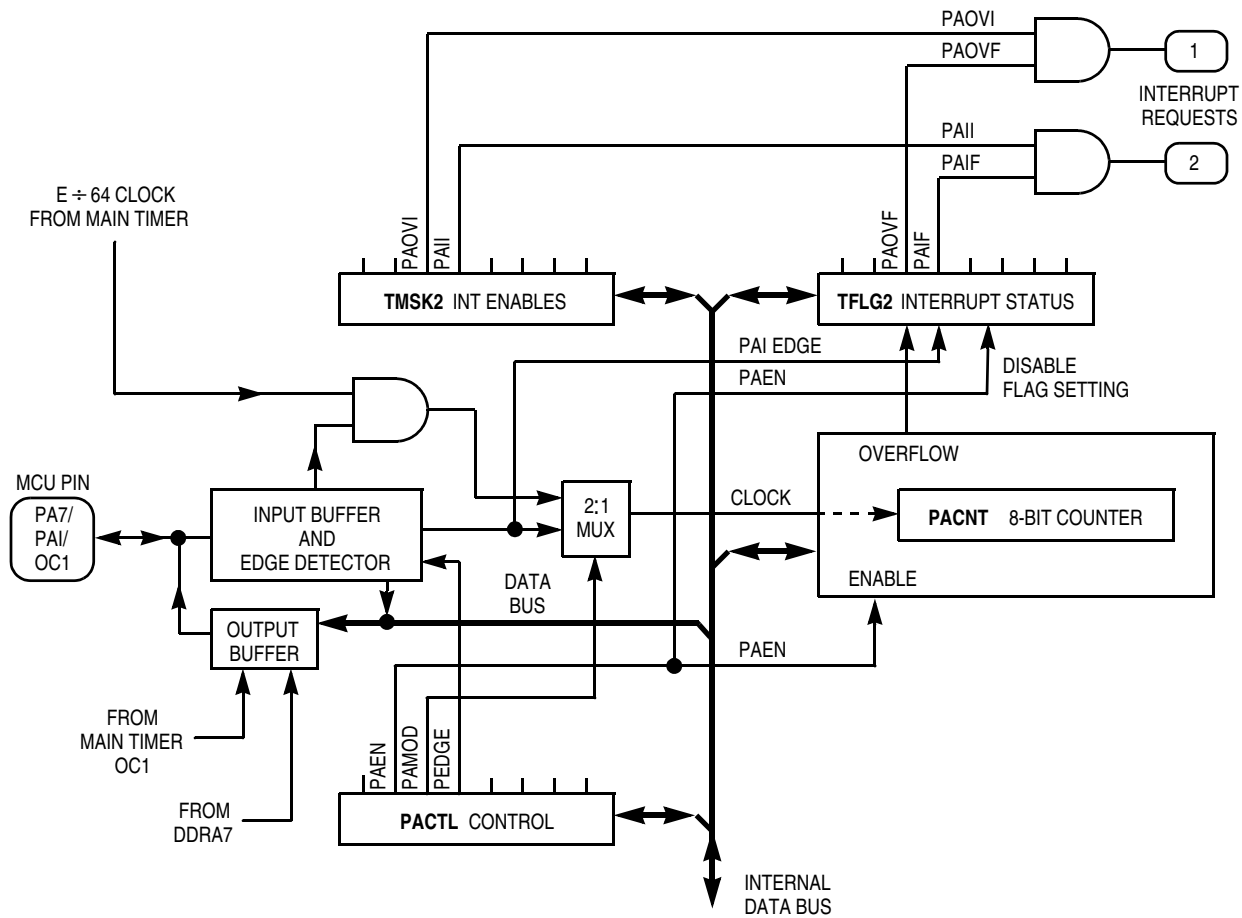 PAOVI
PAOVF
1
INTERRUPT
REQUESTS
PAII
PAIF
2
E ÷ 64 CLOCK
FROM MAIN TIMER
PAOVI
PAII
PAOVF
PAIF
TMSK2 INT ENABLES
TFLG2 INTERRUPT STATUS
PAI EDGE
PAEN
DISABLE
FLAG SETTING
OVERFLOW
MCU PIN
PA7/
PAI/
OC1
INPUT BUFFER
AND
EDGE DETECTOR
2:1
MUX
CLOCK
PACNT 8-BIT COUNTER
ENABLE
DATA
BUS
OUTPUT
BUFFER
PAEN
FROM
MAIN TIMER
OC1
PAEN
PAMOD
PEDGE
FROM
DDRA7
PACTL CONTROL
INTERNAL
DATA BUS